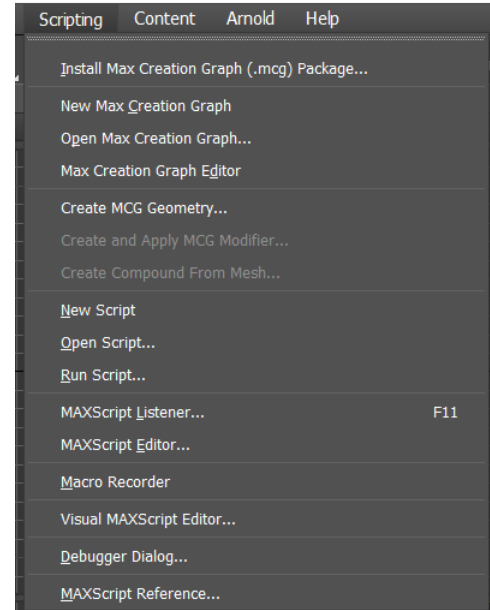 Scripting Content Arnold Help
Install Max Creation Graph (.mcg) Package...
New Max Creation Graph
Open Max Creation Graph...
Max Creation Graph Editor
Create MCG Geometry...
Create and Apply MCG Modifier...
Create Compound From Mesh...
New Script
Open Script...
Run Script...
MAXScript Listener... F11
MAXScript Editor...
Macro Recorder
Visual MAXScript Editor...
Debugger Dialog...
MAXScript Reference...